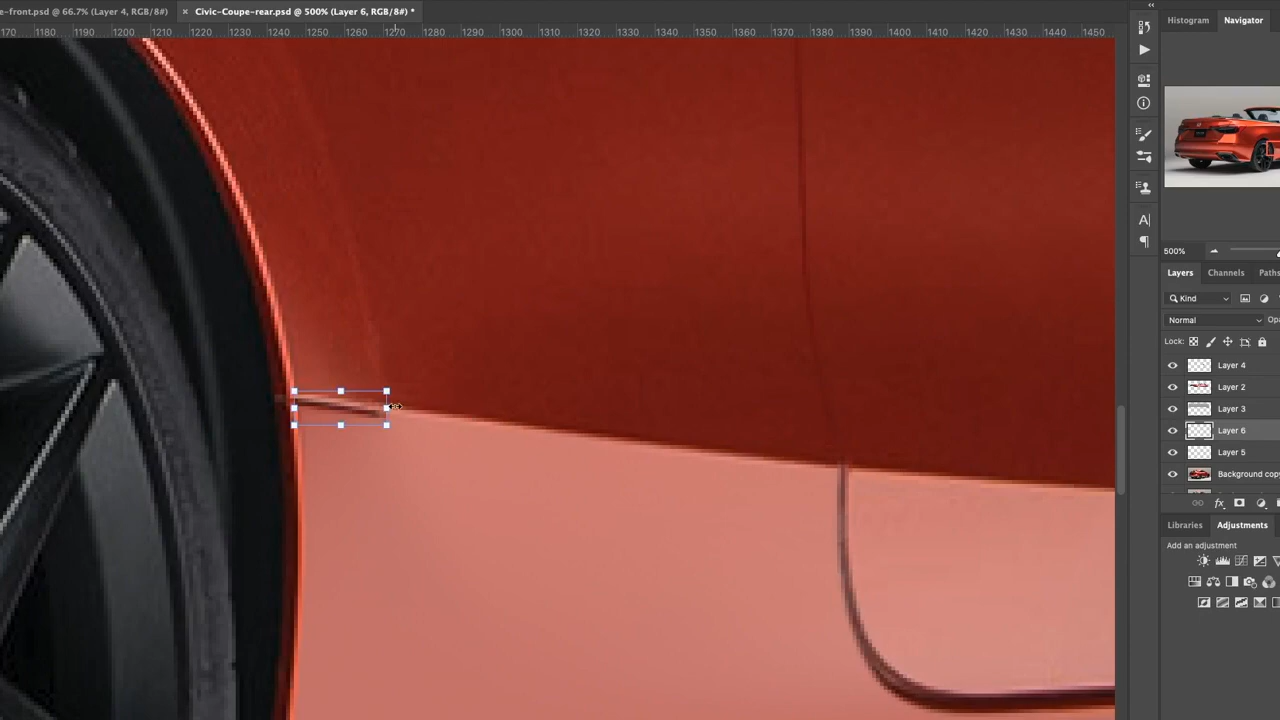 e-front.psd @ 66.7% (Layer 4, RGB/8#)
× Civic-Coupe-rear.psd @ 500% (Layer 6, RGB/8#) *
170 1180 1190 1200 1210 1220 1230 1240 1250 1260 1270 1280 1290 1300 1310 1320 1330 1340 1350 1360 1370 1380 1390 1400 1410 1420 1430 1440 1450
Histogram Navigator
500%
Layers Channels Paths
Kind
Normal Opa
Lock:
Layer 4
Layer 2
Layer 3
Layer 6
Layer 5
Background copy
fx
Libraries Adjustments
Add an adjustment